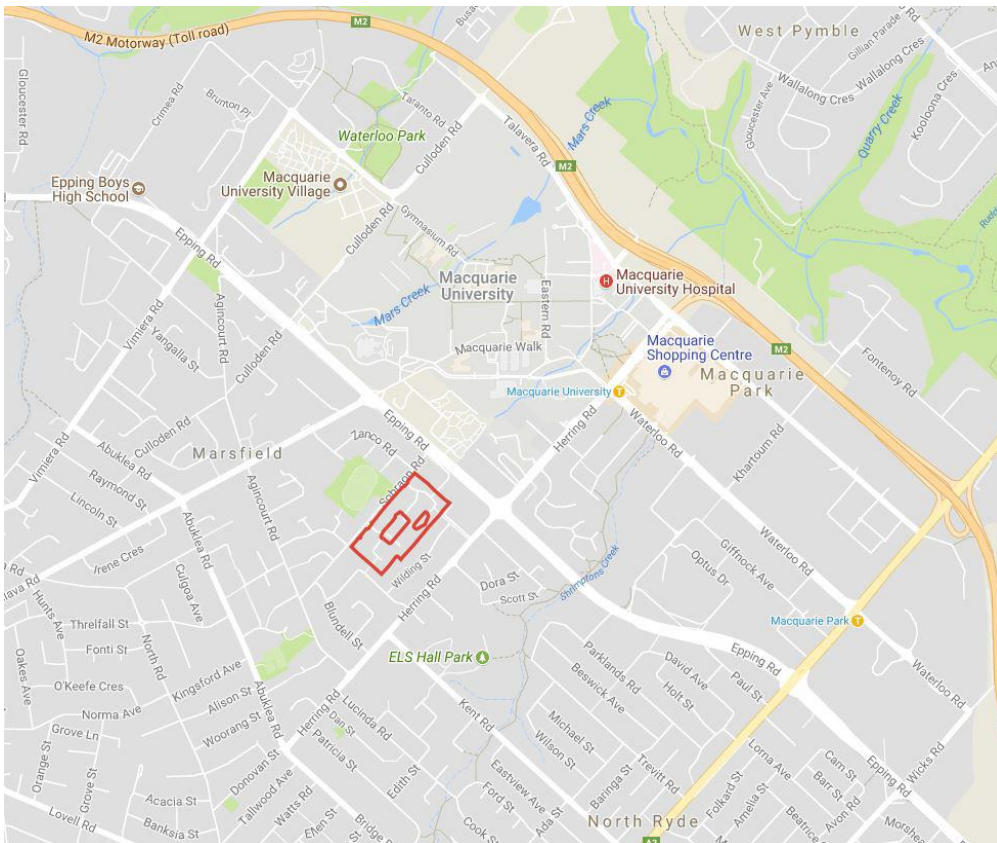 M2 Motorway (Toll road)
M2
West Pymble
Gillian Parade
Wallalong Cres
Wallalong Cres
Kooloona Cres
Gloucester Ave
Quarry Creek
Gloucester Rd
Crimea Rd
Brunton Pl
Taranto Rd
Culloden Rd
Waterloo Park
Talavera Rd
Mars Creek
M2
Epping Boys
High School
Macquarie
University Village
Culloden Rd
Gymnasium Rd
Epping Rd
Macquarie
University
Eastern Rd
H
Macquarie
University Hospital
Mars Creek
Vimiera Rd
Yangalla St
Agincourt Rd
Culloden Rd
Macquarie Walk
Macquarie
Shopping Centre
M2
Macquarie
Park
Fontenoy Rd
Macquarie University
T
Epping Rd
Zanco Rd
Herring Rd
Waterloo Rd
Khartoum Rd
Vimiera Rd
Culloden Rd
Abuklea Rd
Marsfield
Sobraon Rd
Raymond St
Lincoln St
Agincourt Rd
Abuklea Rd
Irene Cres
Culgoa Ave
Wilding St
Herring Rd
Dora St
Scott St
Shrimptons Creek
Optus Dr
Giffnock Ave
Waterloo Rd
Hunts Ave
Threlfall St
Fonti St
North Rd
Blundell St
Macquarie Park
T
Oakes Ave
O'Keefe Cres
Kingsford Ave
Alison St
Abuklea Rd
ELS Hall Park
Parklands Rd
Beswick Ave
David Ave
Holt St
Paul St
Epping Rd
Waterloo Rd
Norma Ave
Grove Ln
Woorang St
Herring Rd
Lucinda Rd
Dan St
Patricia St
Kent Rd
Michael St
Wilson St
Orange St
Grove St
Donovan St
Tallwood Ave
Watts Rd
Edith St
Eastview Ave
Baringa St
Trevitt Rd
Lorna Ave
Cam St
Barr St
Avon Rd
Epping Rd
Wicks Rd
Acacia St
Banksia St
Lovell Rd
Ellen St
Ford St
Ada St
Cook St
North Ryde
Folkard St
Amelia St